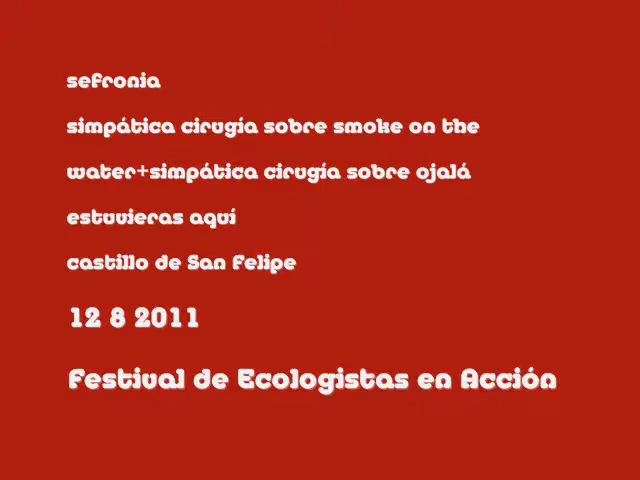 sefronia
simpática cirugía sobre smoke on the
water+simpática cirugía sobre ojalá
estuvieras aquí
castillo de San Felipe
12 8 2011
Festival de Ecologistas en Acción